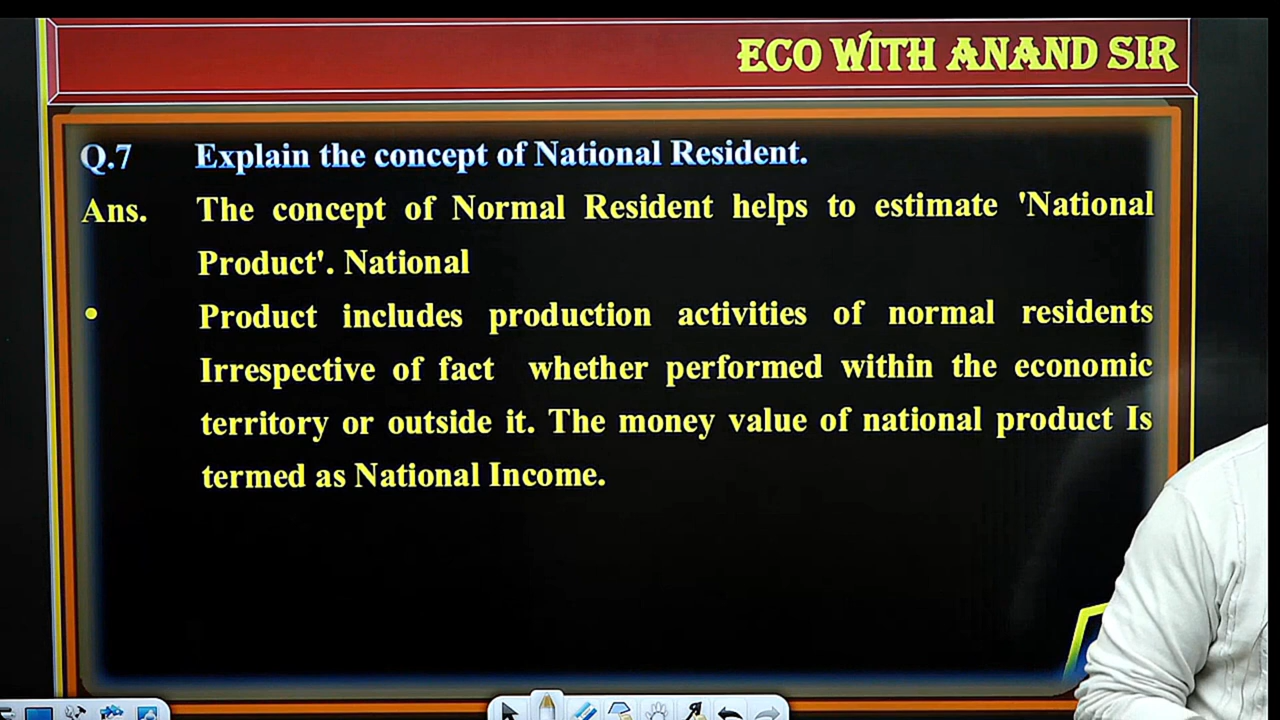 ECO WITH ANAND SIR
Q.7 Explain the concept of National Resident.
Ans. The concept of Normal Resident helps to estimate 'National
Product'. National
• Product includes production activities of normal residents
Irrespective of fact whether performed within the economic
territory or outside it. The money value of national product Is
termed as National Income.